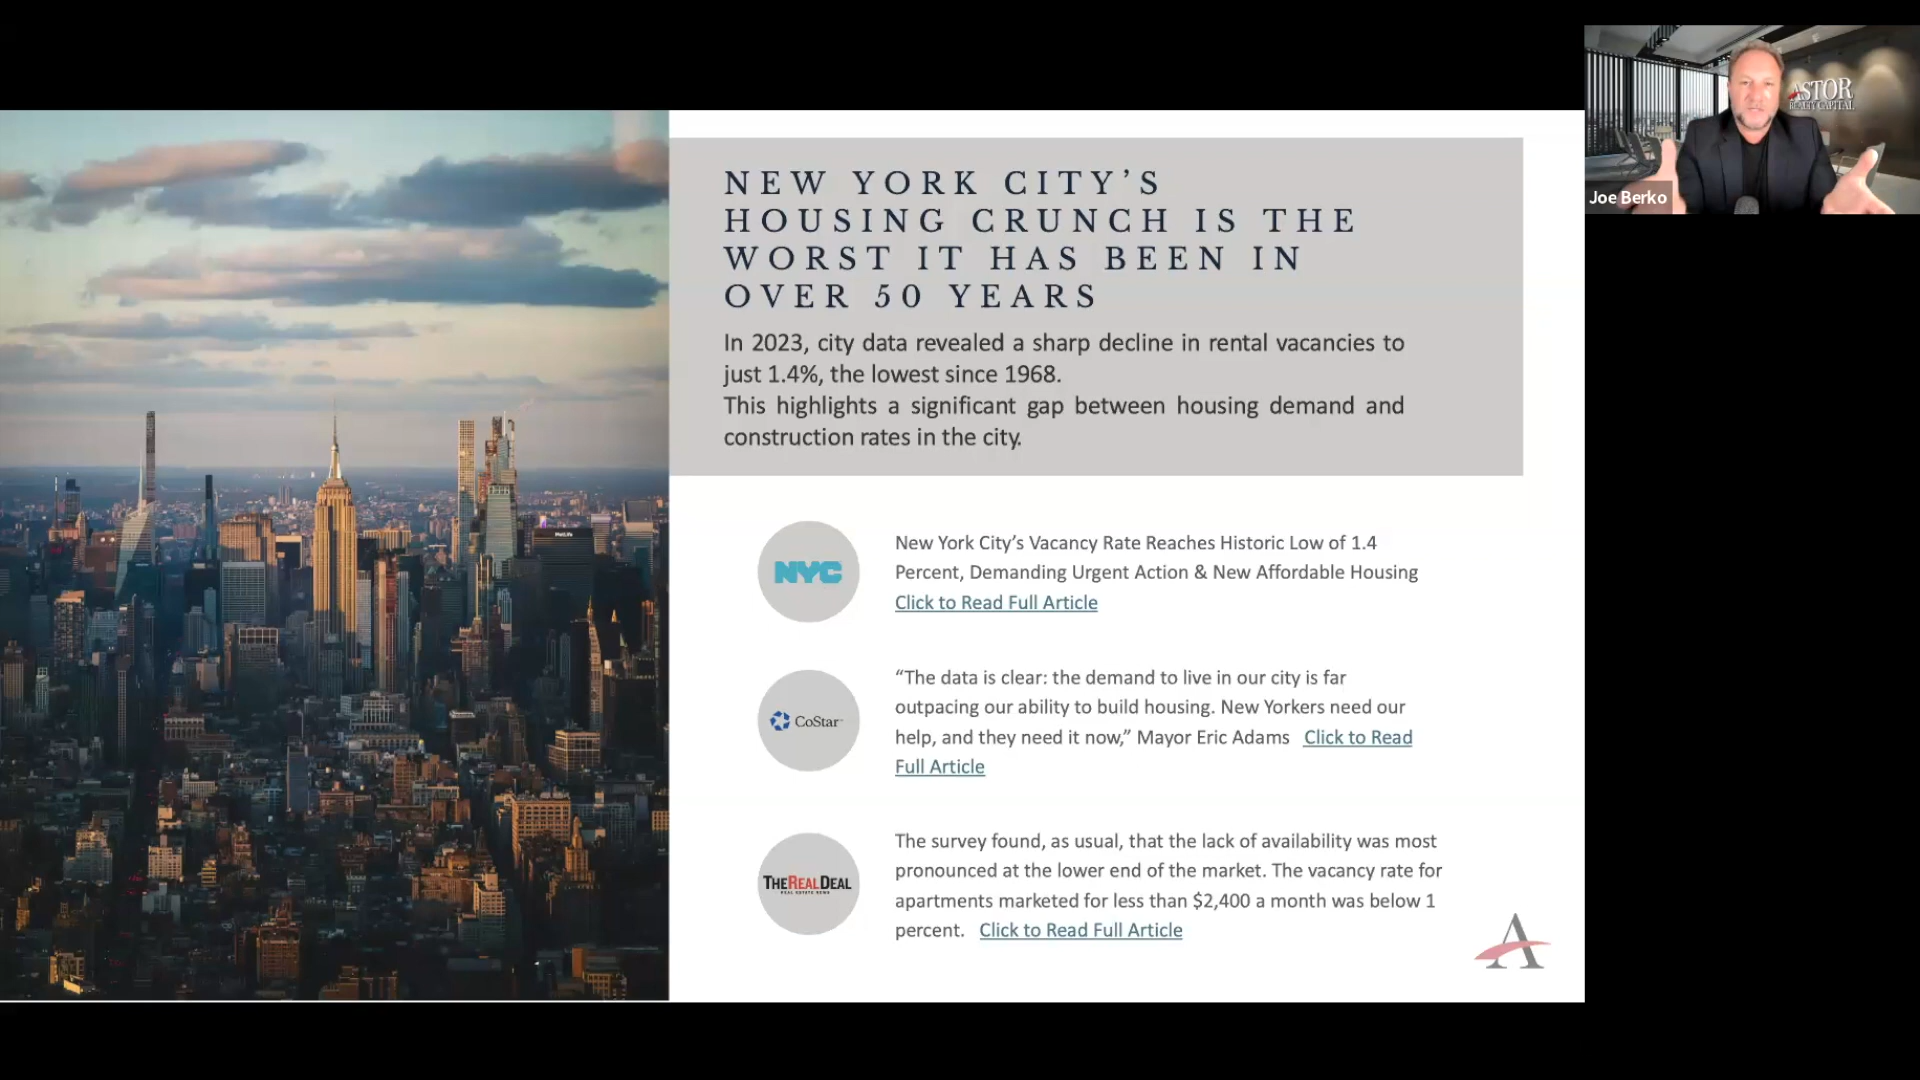 NEW YORK CITY’S
HOUSING CRUNCH IS THE
WORST IT HAS BEEN IN
OVER 50 YEARS
In 2023, city data revealed a sharp decline in rental vacancies to
just 1.4%, the lowest since 1968.
This highlights a significant gap between housing demand and
construction rates in the city.
NYC
New York City’s Vacancy Rate Reaches Historic Low of 1.4
Percent, Demanding Urgent Action & New Affordable Housing
Click to Read Full Article
CoStar™
“The data is clear: the demand to live in our city is far
outpacing our ability to build housing. New Yorkers need our
help, and they need it now,” Mayor Eric Adams Click to Read
Full Article
THEREALDEAL
REAL ESTATE NEWS
The survey found, as usual, that the lack of availability was most
pronounced at the lower end of the market. The vacancy rate for
apartments marketed for less than $2,400 a month was below 1
percent. Click to Read Full Article
A
MetLife
ASTOR
REALTY CAPITAL
Joe Berko